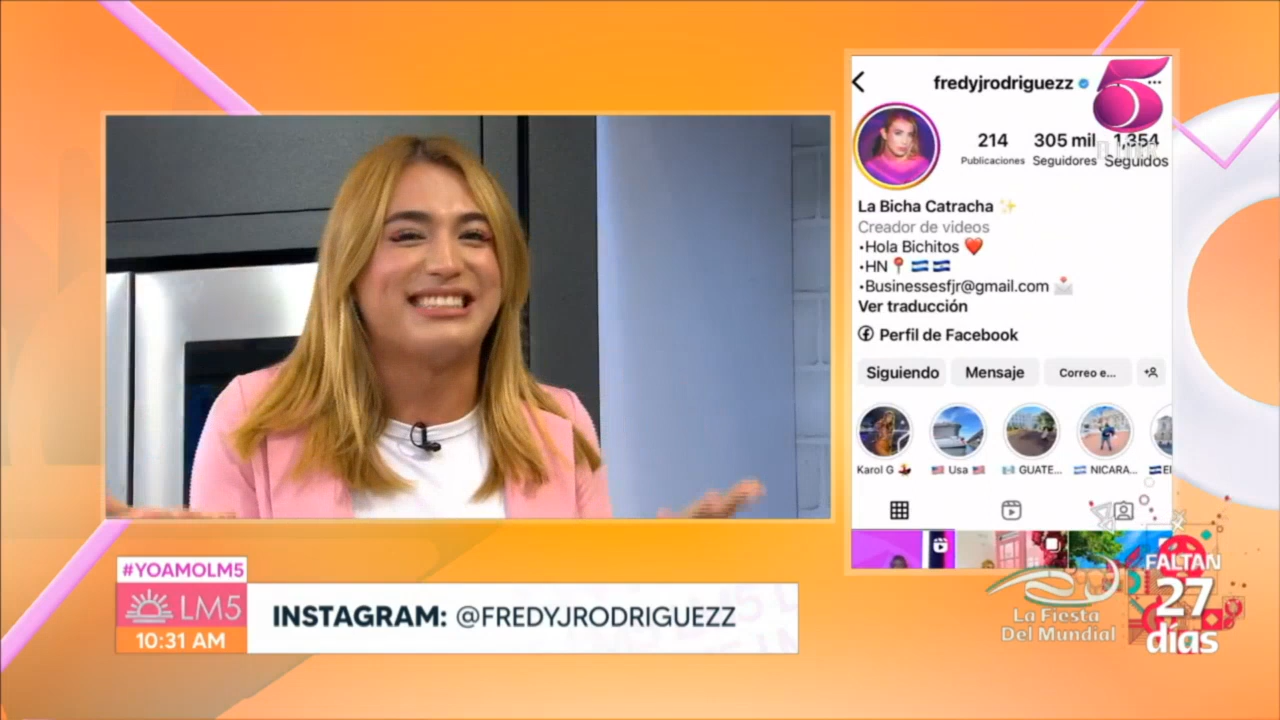 fredyjrodriguezz
5
214
305 mil
1,354
Publicaciones
Seguidores
Seguidos
La Bicha Catracha ✨
Creador de videos
•Hola Bichitos ❤️
•HN📍 🇭🇳 🇸🇻
•Businessesfjr@gmail.com 📩
Ver traducción
Perfil de Facebook
Siguiendo
Mensaje
Correo e...
Karol G
🇺🇸 Usa 🇺🇸
🇬🇹 GUATE...
🇳🇮 NICARA...
#YOAMOLM5
LM5
10:31 AM
INSTAGRAM: @FREDYJRODRIGUEZZ
La Fiesta
Del Mundial
FALTAN
27
días